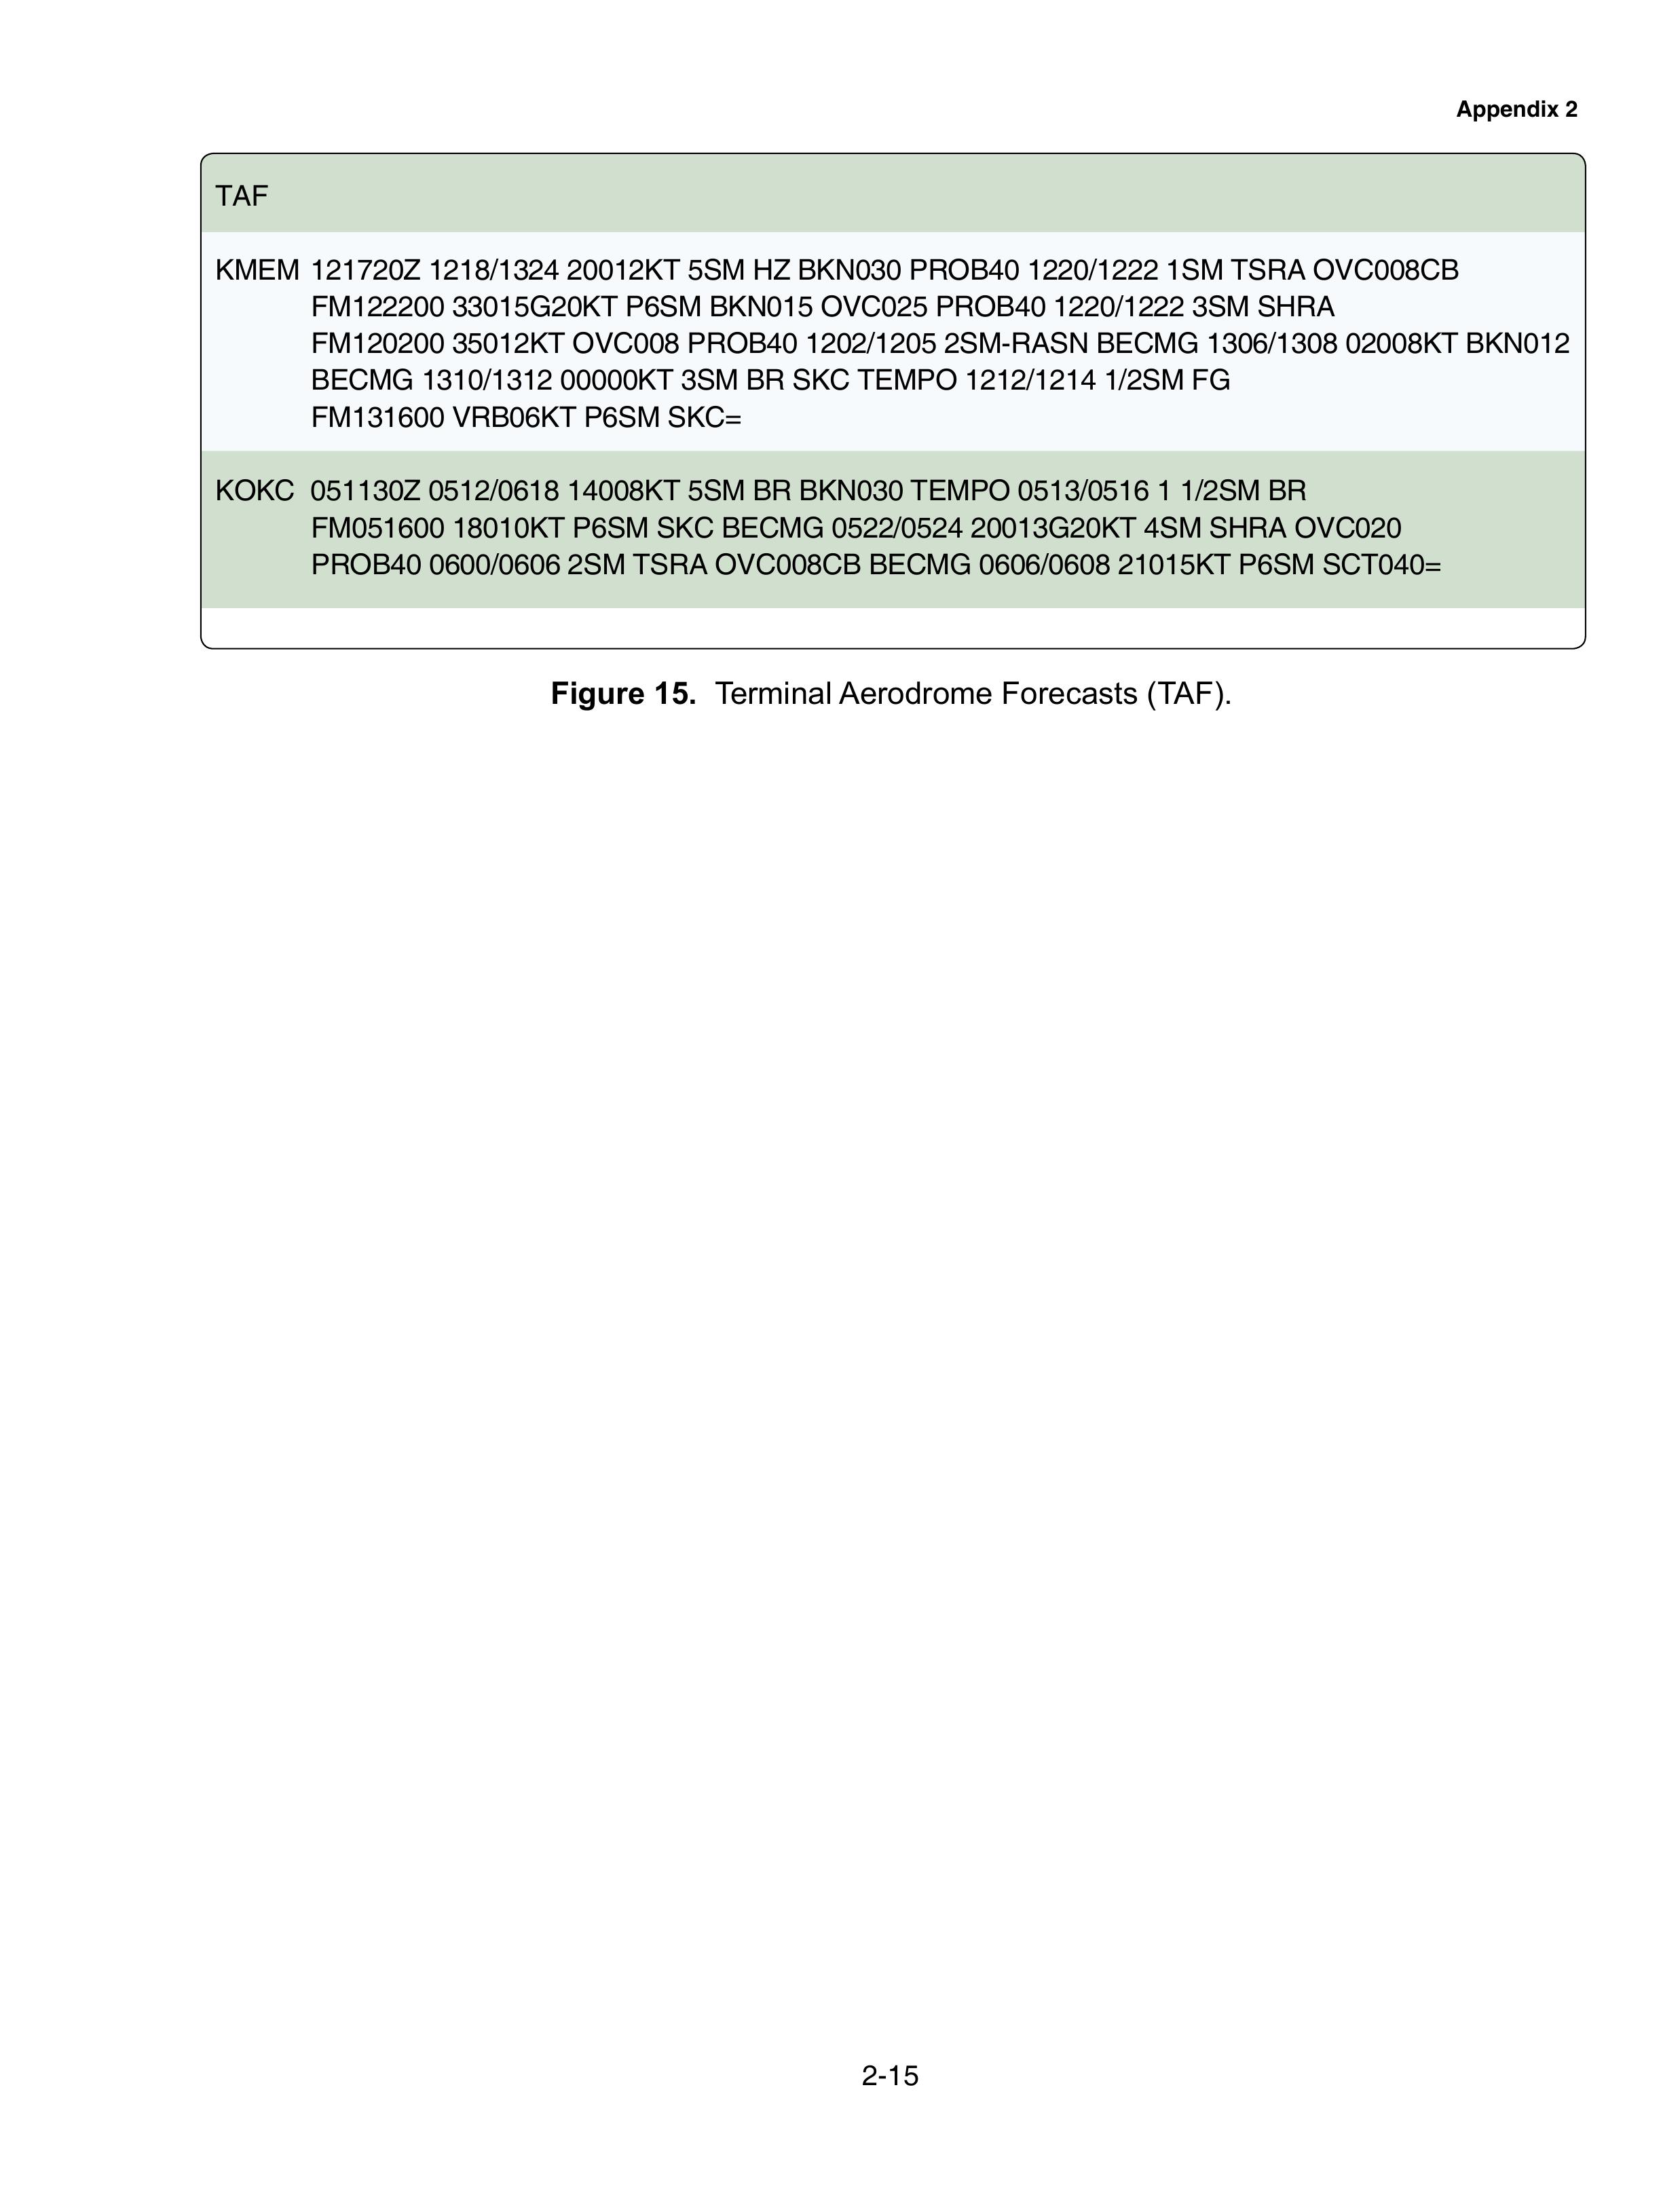 Appendix 2
TAF
KMEM 121720Z 1218/1324 20012KT 5SM HZ BKN030 PROB40 1220/1222 1SM TSRA OVC008CB
FM122200 33015G20KT P6SM BKN015 OVC025 PROB40 1220/1222 3SM SHRA
FM120200 35012KT OVC008 PROB40 1202/1205 2SM-RASN BECMG 1306/1308 02008KT BKN012
BECMG 1310/1312 00000KT 3SM BR SKC TEMPO 1212/1214 1/2SM FG
FM131600 VRB06KT P6SM SKC=
KOKC 051130Z 0512/0618 14008KT 5SM BR BKN030 TEMPO 0513/0516 1 1/2SM BR
FM051600 18010KT P6SM SKC BECMG 0522/0524 20013G20KT 4SM SHRA OVC020
PROB40 0600/0606 2SM TSRA OVC008CB BECMG 0606/0608 21015KT P6SM SCT040=
Figure 15. Terminal Aerodrome Forecasts (TAF).
2-15